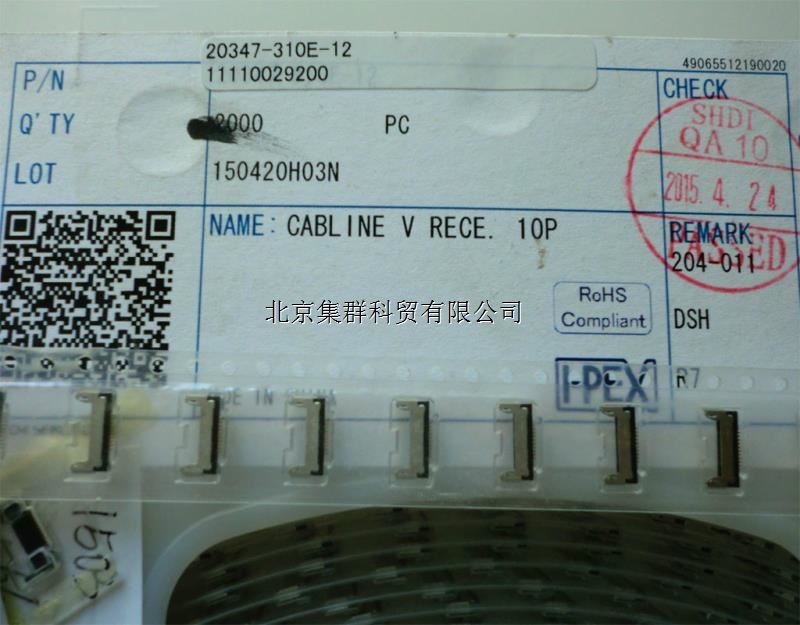 20347-310E-12
11110029200
49065512190020
P/N
CHECK
Q'TY
2000 PC
SHDI
QA 10
LOT
150420H03N
2015.4.24
NAME: CABLINE V RECE. 10P
REMARK
PASSED
204-011
北京集群科贸有限公司
RoHS
Compliant
DSH
I-PEX
R7